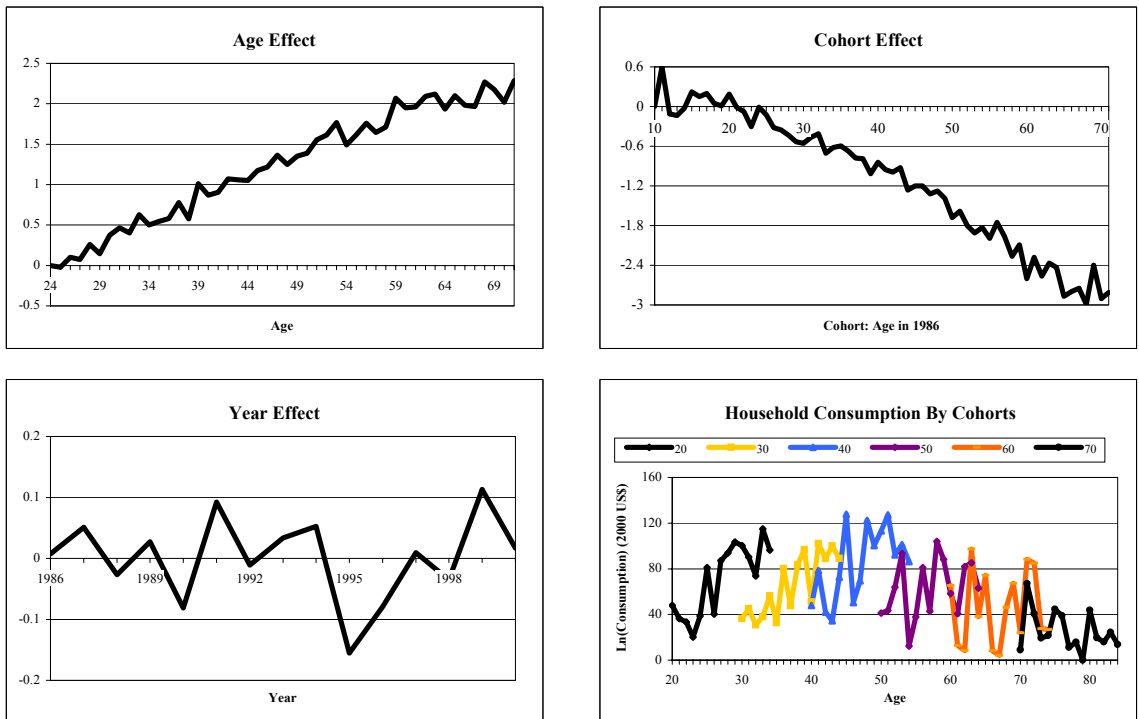 Age Effect
2.5
2
1.5
1
0.5
0
-0.5
24 29 34 39 44 49 54 59 64 69
Age
Cohort Effect
0.6
0
-0.6
-1.2
-1.8
-2.4
-3
10 20 30 40 50 60 70
Cohort: Age in 1986
Year Effect
0.2
0.1
0
-0.1
-0.2
1986 1989 1992 1995 1998
Year
Household Consumption By Cohorts
20 30 40 50 60 70
Ln(Consumption) (2000 US$)
160
120
80
40
0
20 30 40 50 60 70 80
Age